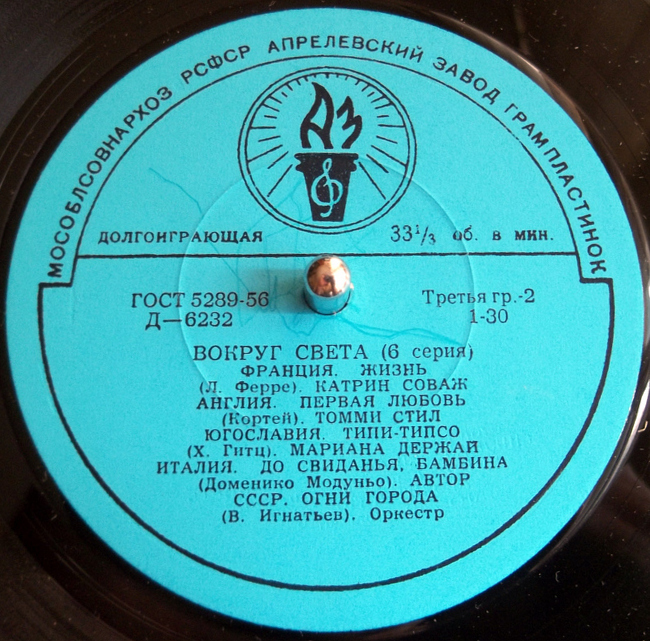 МОСОБЛСОВНАРХОЗ РСФСР АПРЕЛЕВСКИЙ ЗАВОД ГРАМПЛАСТИНОК
АЗ
ДОЛГОИГРАЮЩАЯ 33 1/3 об. в мин.
ГОСТ 5289-56 Третья гр.-2
Д—6232 1-30
ВОКРУГ СВЕТА (6 серия)
ФРАНЦИЯ. ЖИЗНЬ
(Л. Ферре). КАТРИН СОВАЖ
АНГЛИЯ. ПЕРВАЯ ЛЮБОВЬ
(Кортей). ТОММИ СТИЛ
ЮГОСЛАВИЯ. ТИПИ-ТИПСО
(Х. Гитц). МАРИАНА ДЕРЖАЙ
ИТАЛИЯ. ДО СВИДАНЬЯ, БАМБИНА
(Доменико Модуньо). АВТОР
СССР. ОГНИ ГОРОДА
(В. Игнатьев). Оркестр